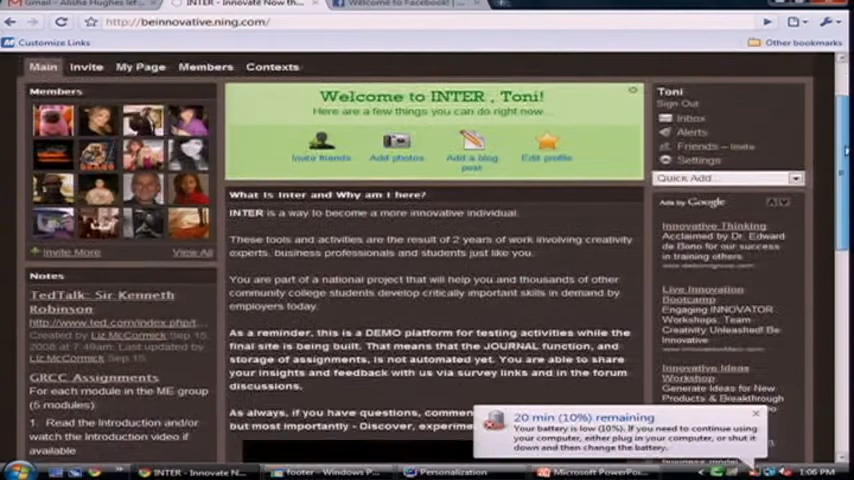 Gmail - Alisha Hughes let
INTER - Innovate Now th
Welcome to Facebook!
http://beinnovative.ning.com/
Customize Links
Other bookmarks
Main Invite My Page Members Contexts
Members
Invite More
View All
Notes
TedTalk: Sir Kenneth
Robinson
http://www.ted.com/index.php/t...
Created by Liz McCormick Sep 15,
2008 at 7:49am. Last updated by
Liz McCormick Sep 15.
GRCC Assignments
For each module in the ME group
(5 modules)
1. Read the Introduction and/or
watch the Introduction video if
available
Welcome to INTER , Toni!
Here are a few things you can do right now...
Invite friends
Add photos
Add a blog
post
Edit profile
What Is Inter and Why am I here?
INTER is a way to become a more innovative individual.
These tools and activities are the result of 2 years of work involving creativity
experts, business professionals and students just like you.
You are part of a national project that will help you and thousands of other
community college students develop critically important skills in demand by
employers today.
As a reminder, this is a DEMO platform for testing activities while the
final site is being built. That means that the JOURNAL function, and
storage of assignments, is not automated yet. You are able to share
your insights and feedback with us via survey links and in the forum
discussions.
As always, if you have questions, commen
but most importantly - Discover, experime
Toni
Sign Out
Inbox
Alerts
Friends – Invite
Settings
Quick Add...
Ads by Google
Innovative Thinking
Acclaimed by Dr. Edward
de Bono for our success
in training others
Live Innovation
Bootcamp
Engaging INNOVATOR
Workshops, Team
Creativity Unleashed! Be
Innovative
Innovative Ideas
Workshop
Generate Ideas for New
Products & Breakthrough
20 min (10%) remaining
Your battery is low (10%). If you need to continue using
your computer, either plug in your computer, or shut it
down and then change the battery.
INTER - Innovate N...
footer - Windows P...
Personalization
Microsoft PowerPoi...
1:06 PM